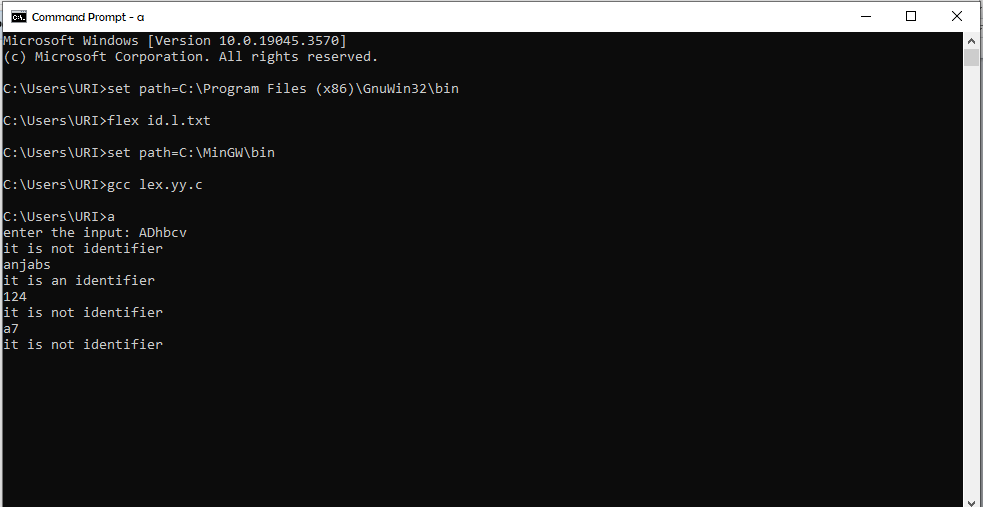 Command Prompt - a
Microsoft Windows [Version 10.0.19045.3570]
(c) Microsoft Corporation. All rights reserved.
C:\Users\URI>set path=C:\Program Files (x86)\GnuWin32\bin
C:\Users\URI>flex id.l.txt
C:\Users\URI>set path=C:\MinGW\bin
C:\Users\URI>gcc lex.yy.c
C:\Users\URI>a
enter the input: ADhbcv
it is not identifier
anjabs
it is an identifier
124
it is not identifier
a7
it is not identifier